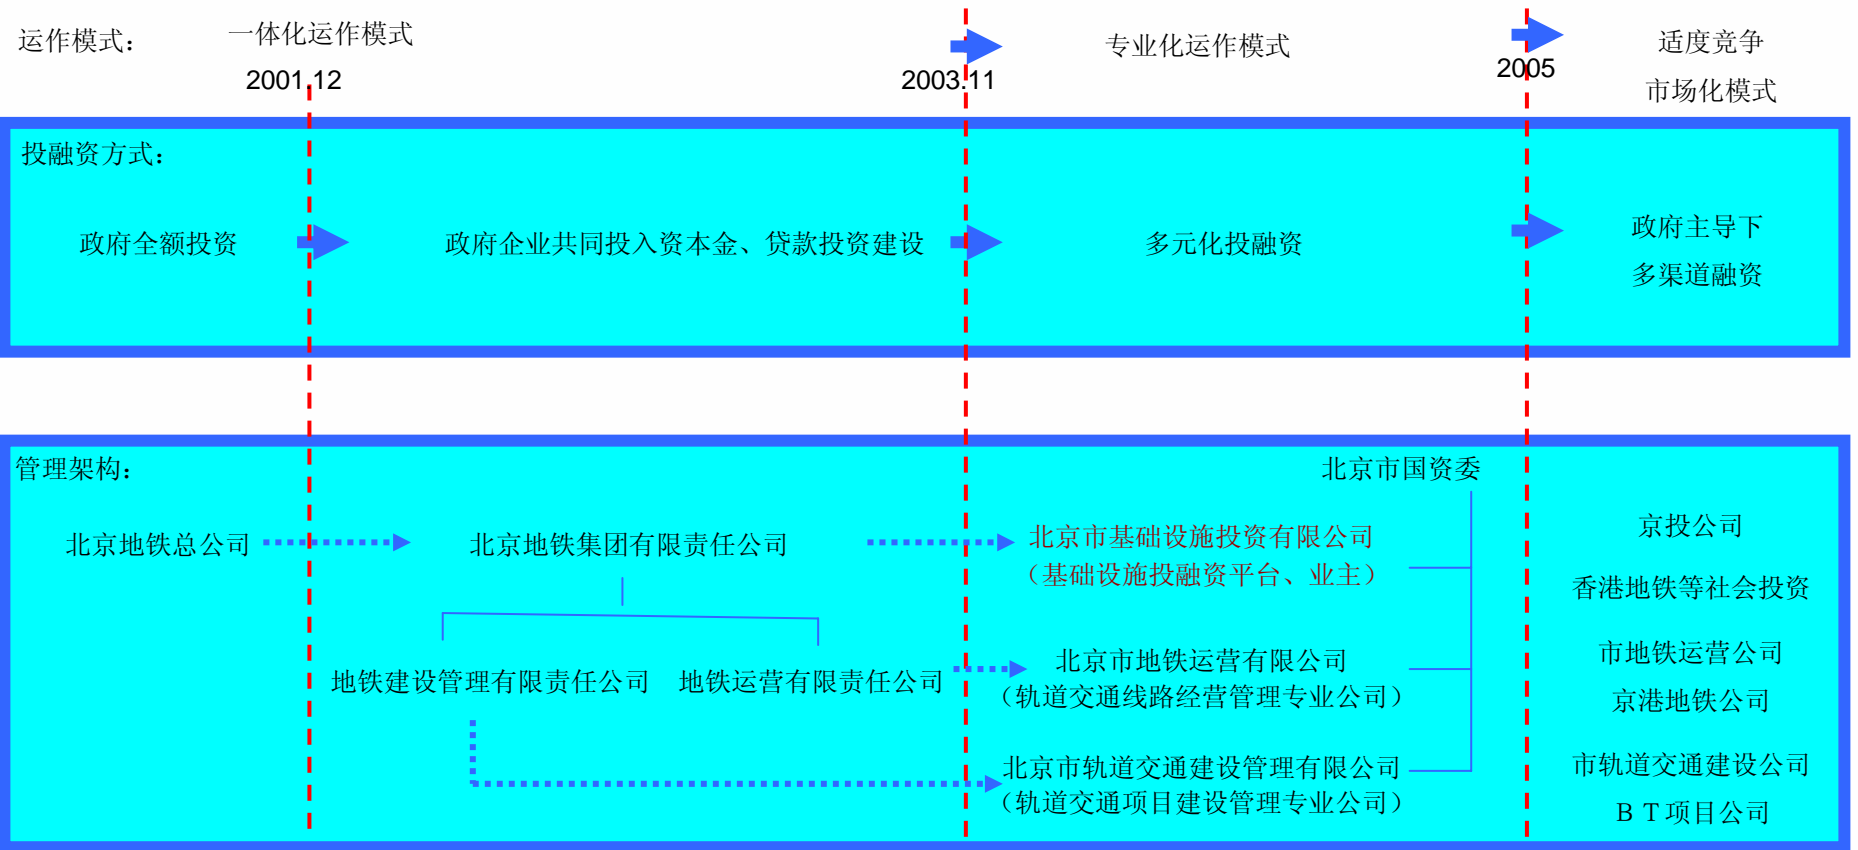 运作模式：
一体化运作模式
专业化运作模式
适度竞争
市场化模式
2001.12
2003.11
2005
投融资方式：
政府全额投资
政府企业共同投入资本金、贷款投资建设
多元化投融资
政府主导下
多渠道融资
管理架构：
北京市国资委
北京地铁总公司
北京地铁集团有限责任公司
北京市基础设施投资有限公司
（基础设施投融资平台、业主）
京投公司
香港地铁等社会投资
地铁建设管理有限责任公司
地铁运营有限责任公司
北京市地铁运营有限公司
（轨道交通线路经营管理专业公司）
市地铁运营公司
京港地铁公司
北京市轨道交通建设管理有限公司
（轨道交通项目建设管理专业公司）
市轨道交通建设公司
ＢＴ项目公司